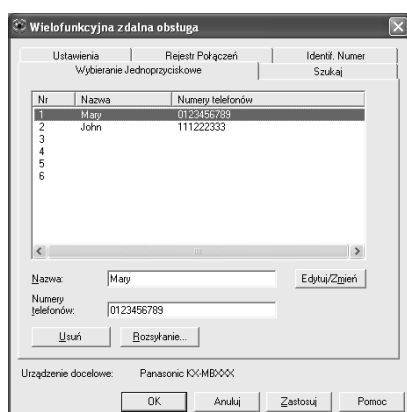 Wielofunkcyjna zdalna obsługa
Ustawienia Rejestr Połączeń Identif. Numer
Wybieranie Jednoprzyciskowe Szukaj
Nr Nazwa Numery telefonów
1 Mary 0123456789
2 John 111222333
3
4
5
6
Nazwa: Mary Edytuj/Zmień
Numery
telefonów: 0123456789
Usuń Rozsyłanie...
Urządzenie docelowe: Panasonic KX-MBXXX
OK Anuluj Zastosuj Pomoc